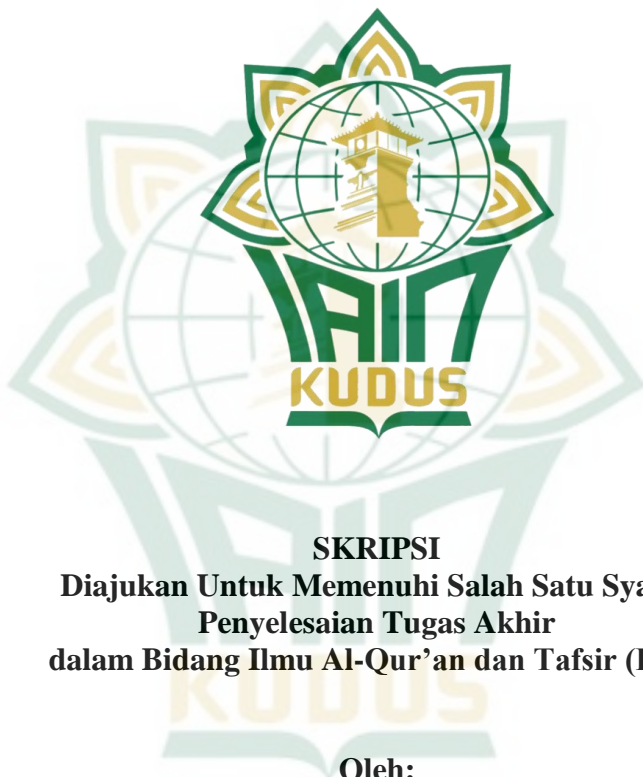 IAIN
KUDUS
SKRIPSI
Diajukan Untuk Memenuhi Salah Satu
Penyelesaian Tugas Akhir
dalam Bidang Ilmu Al-Qur’an dan Tafsir
Oleh: